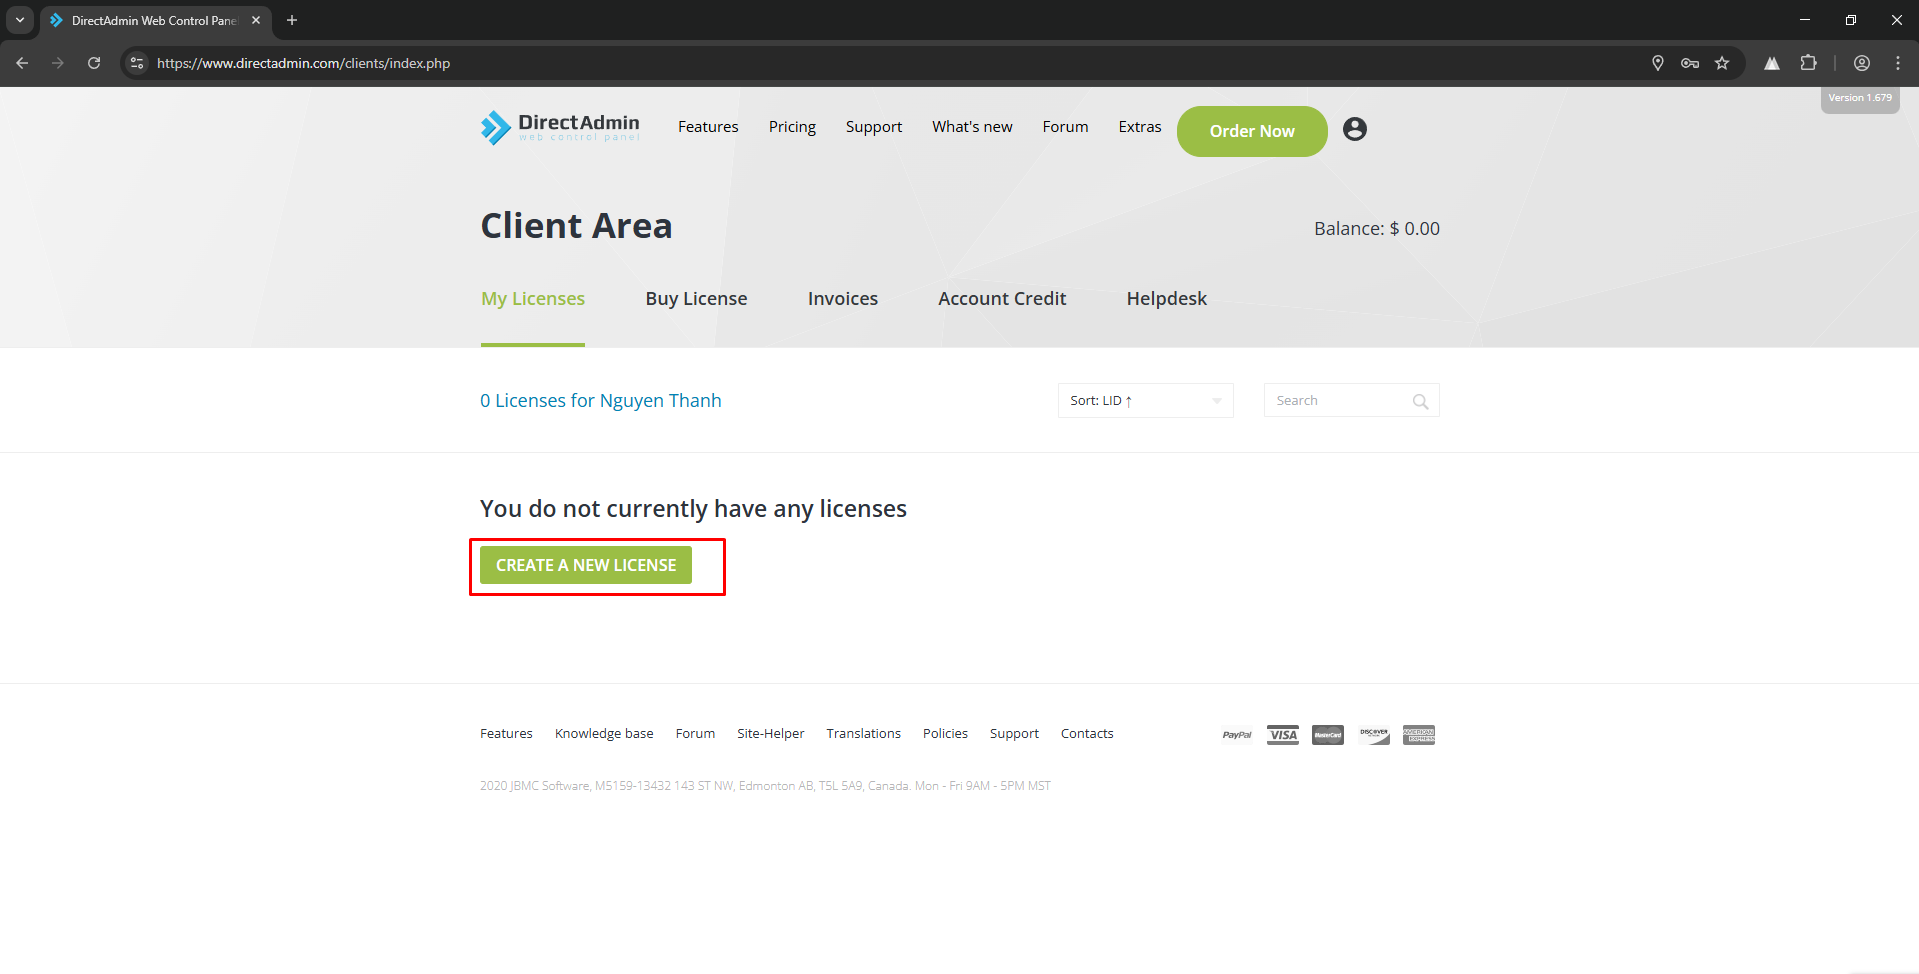 DirectAdmin Web Control Pane
https://www.directadmin.com/clients/index.php
Version 1.679
DirectAdmin
web control panel
Features Pricing Support What's new Forum Extras Order Now
Client Area
Balance: $ 0.00
My Licenses Buy License Invoices Account Credit Helpdesk
0 Licenses for Nguyen Thanh
Sort: LID ↑
Search
You do not currently have any licenses
CREATE A NEW LICENSE
Features Knowledge base Forum Site-Helper Translations Policies Support Contacts
PayPal VISA MasterCard DISCOVER NETWORK AMERICAN EXPRESS
2020 JBMC Software, M5159-13432 143 ST NW, Edmonton AB, T5L 5A9, Canada. Mon - Fri 9AM - 5PM MST